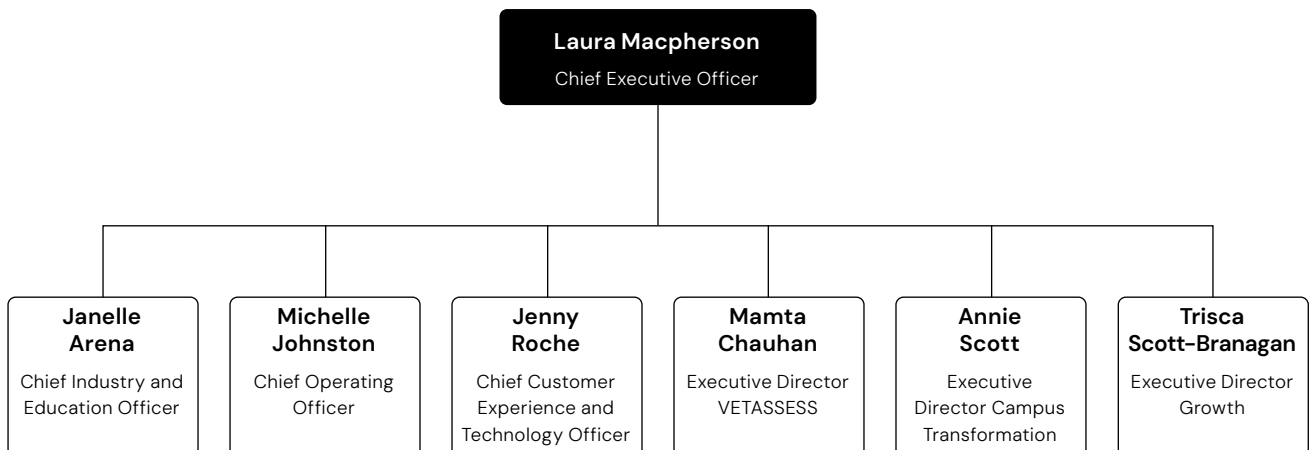 Laura Macpherson
Chief Executive Officer
Janelle
Arena
Chief Industry and
Education Officer
Michelle
Johnston
Chief Operating
Officer
Jenny
Roche
Chief Customer
Experience and
Technology Officer
Mamta
Chauhan
Executive Director
VETASSESS
Annie
Scott
Executive
Director Campus
Transformation
Trisca
Scott-Branagan
Executive Director
Growth